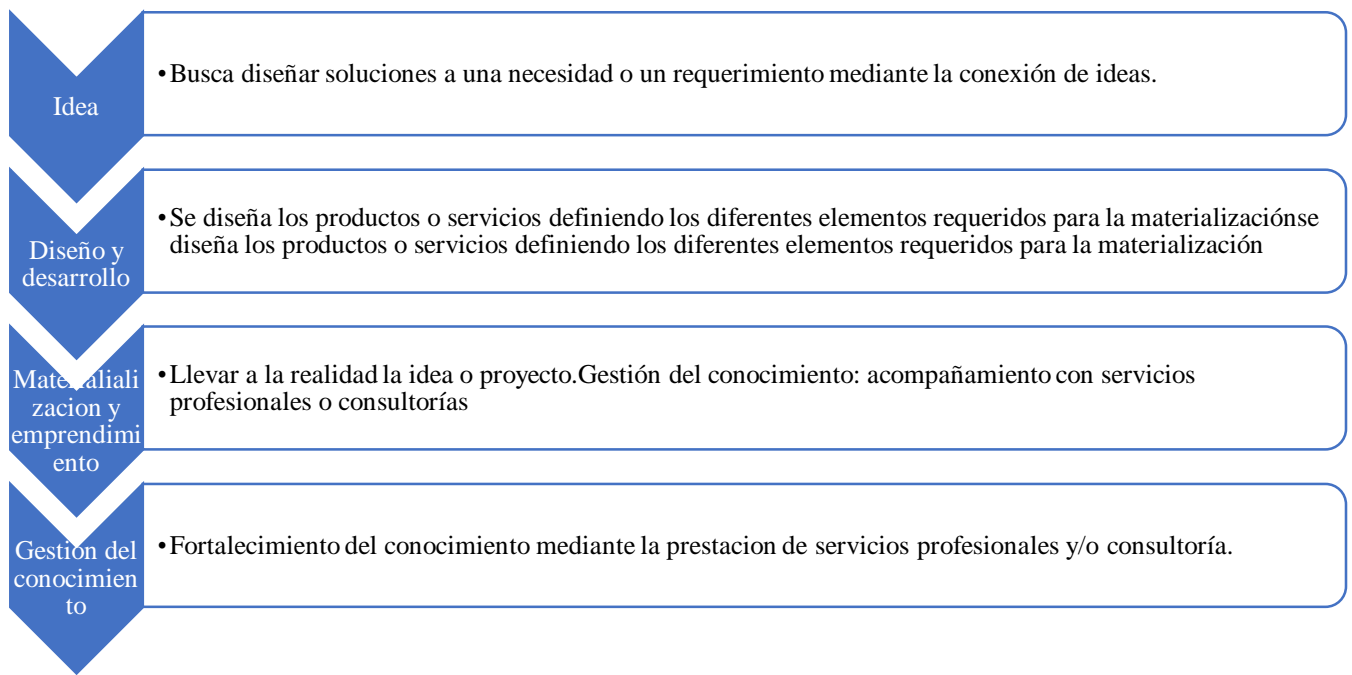 Idea
•Busca diseñar soluciones a una necesidad o un requerimiento mediante la conexión de ideas.
Diseño y
desarrollo
•Se diseña los productos o servicios definiendo los diferentes elementos requeridos para la materializaciónse
diseña los productos o servicios definiendo los diferentes elementos requeridos para la materialización
Materialiali
zacion y
emprendimi
ento
•Llevar a la realidad la idea o proyecto.Gestión del conocimiento: acompañamiento con servicios
profesionales o consultorías
Gestión del
conocimien
to
•Fortalecimiento del conocimiento mediante la prestacion de servicios profesionales y/o consultoría.